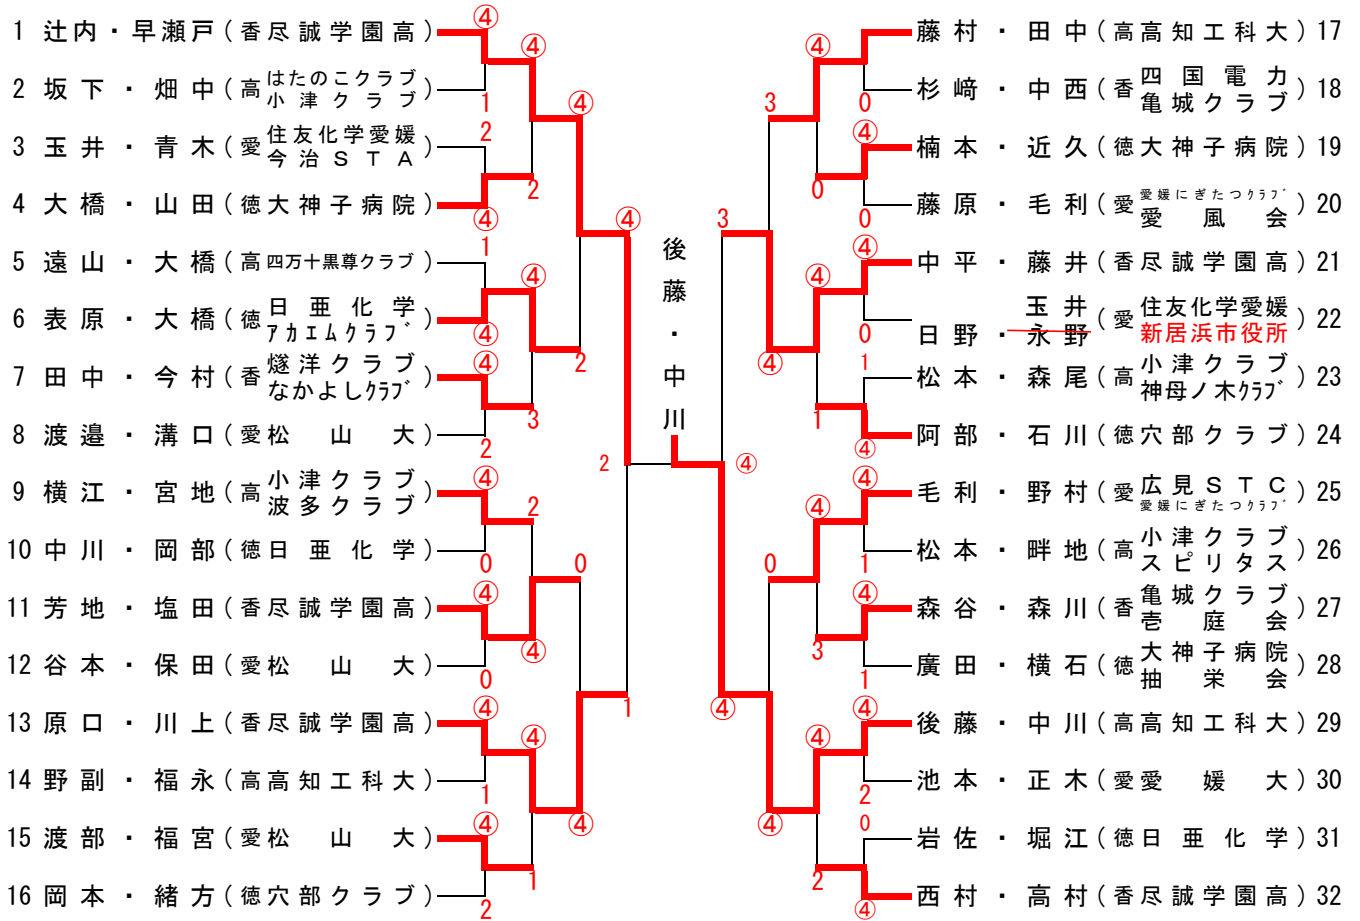 1 辻内・早瀬戸(香尽誠学園高)
2 坂下・畑中(高はたのこクラブ 小津クラブ)
3 玉井・青木(愛住友化学愛媛 今治STA)
4 大橋・山田(徳大神子病院)
5 遠山・大橋(高四万十黒尊クラブ)
6 表原・大橋(徳日亜化学 アカエムクラブ)
7 田中・今村(香燧洋クラブ なかよしクラブ)
8 渡邉・溝口(愛松山大)
9 横江・宮地(高小津クラブ 波多クラブ)
10 中川・岡部(徳日亜化学)
11 芳地・塩田(香尽誠学園高)
12 谷本・保田(愛松山大)
13 原口・川上(香尽誠学園高)
14 野副・福永(高高知工科大)
15 渡部・福宮(愛松山大)
16 岡本・緒方(徳穴部クラブ)
④
1
2
④
1
④
④
2
④
0
④
0
④
1
④
2
④
2
④
3
2
④
④
1
④
2
0
④
④
1
2
後藤・中川
④
3
④
3
④
0
④
④
0
④
1
④
3
④
2
④
0
④
0
④
0
1
④
④
1
④
1
④
2
0
④
藤村・田中(高高知工科大)17
杉﨑・中西(香四国電力 亀城クラブ)18
楠本・近久(徳大神子病院)19
藤原・毛利(愛愛媛にぎたつクラブ 愛風会)20
中平・藤井(香尽誠学園高)21
玉井
日野・永野(愛住友化学愛媛 新居浜市役所)22
松本・森尾(高小津クラブ 神母ノ木クラブ)23
阿部・石川(徳穴部クラブ)24
毛利・野村(愛広見STC 愛媛にぎたつクラブ)25
松本・畔地(高小津クラブ スピリタス)26
森谷・森川(香亀城クラブ 壱庭会)27
廣田・横石(徳大神子病院 抽栄会)28
後藤・中川(高高知工科大)29
池本・正木(愛愛媛大)30
岩佐・堀江(徳日亜化学)31
西村・高村(香尽誠学園高)32